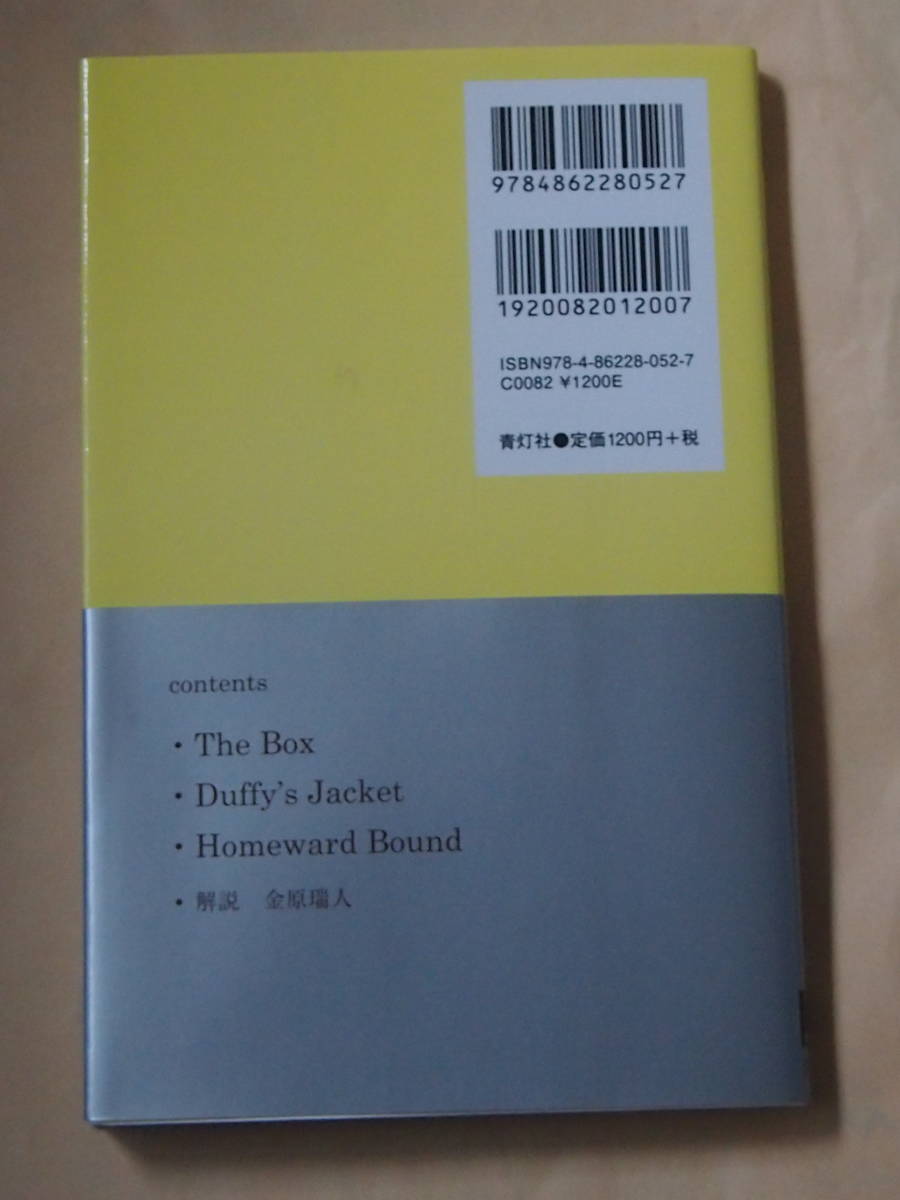 9784862280527
1920082012007
ISBN978-4-86228-052-7
C0082 ¥1200E
青灯社●定価1200円+税
contents
・The Box
・Duffy's Jacket
・Homeward Bound
・解説 金原瑞人